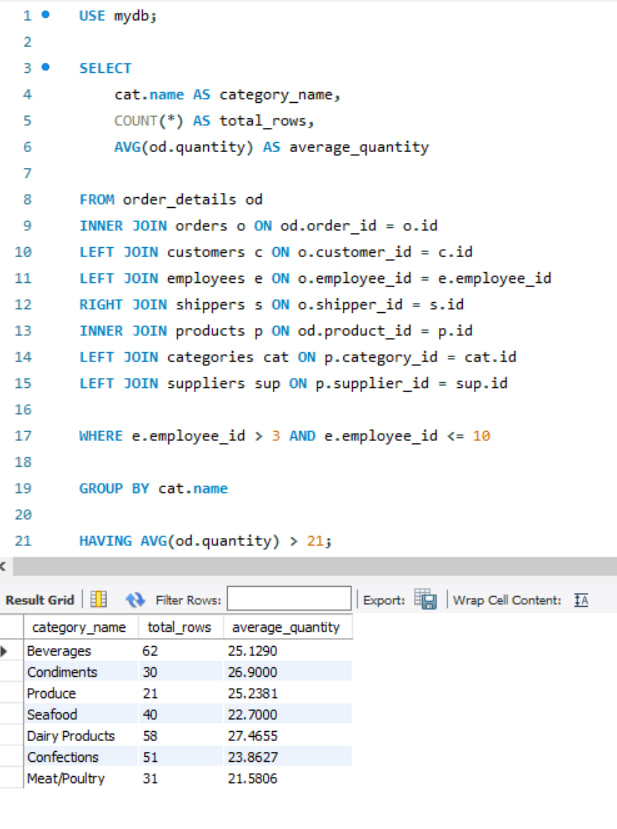 1 USE mydb;
2
3 SELECT
4 cat.name AS category_name,
5 COUNT(*) AS total_rows,
6 AVG(od.quantity) AS average_quantity
7
8 FROM order_details od
9 INNER JOIN orders o ON od.order_id = o.id
10 LEFT JOIN customers c ON o.customer_id = c.id
11 LEFT JOIN employees e ON o.employee_id = e.employee_id
12 RIGHT JOIN shippers s ON o.shipper_id = s.id
13 INNER JOIN products p ON od.product_id = p.id
14 LEFT JOIN categories cat ON p.category_id = cat.id
15 LEFT JOIN suppliers sup ON p.supplier_id = sup.id
16
17 WHERE e.employee_id > 3 AND e.employee_id <= 10
18
19 GROUP BY cat.name
20
21 HAVING AVG(od.quantity) > 21;
Result Grid Filter Rows: Export: Wrap Cell Content:
category_name total_rows average_quantity
Beverages 62 25.1290
Condiments 30 26.9000
Produce 21 25.2381
Seafood 40 22.7000
Dairy Products 58 27.4655
Confections 51 23.8627
Meat/Poultry 31 21.5806